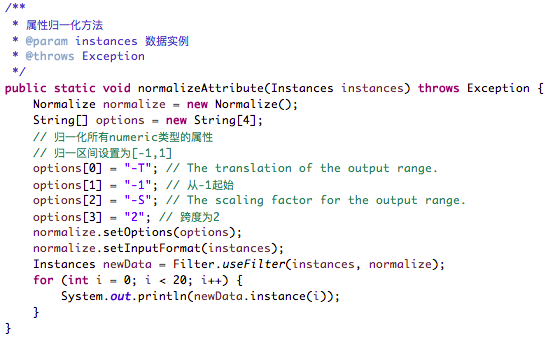 /**
 * 属性归一化方法
 * @param instances 数据实例
 * @throws Exception
 */
public static void normalizeAttribute(Instances instances) throws Exception {
    Normalize normalize = new Normalize();
    String[] options = new String[4];
    // 归一化所有numeric类型的属性
    // 归一区间设置为[-1,1]
    options[0] = "-T"; // The translation of the output range.
    options[1] = "-1"; // 从-1起始
    options[2] = "-S"; // The scaling factor for the output range.
    options[3] = "2"; // 跨度为2
    normalize.setOptions(options);
    normalize.setInputFormat(instances);
    Instances newData = Filter.useFilter(instances, normalize);
    for (int i = 0; i < 20; i++) {
        System.out.println(newData.instance(i));
    }
}